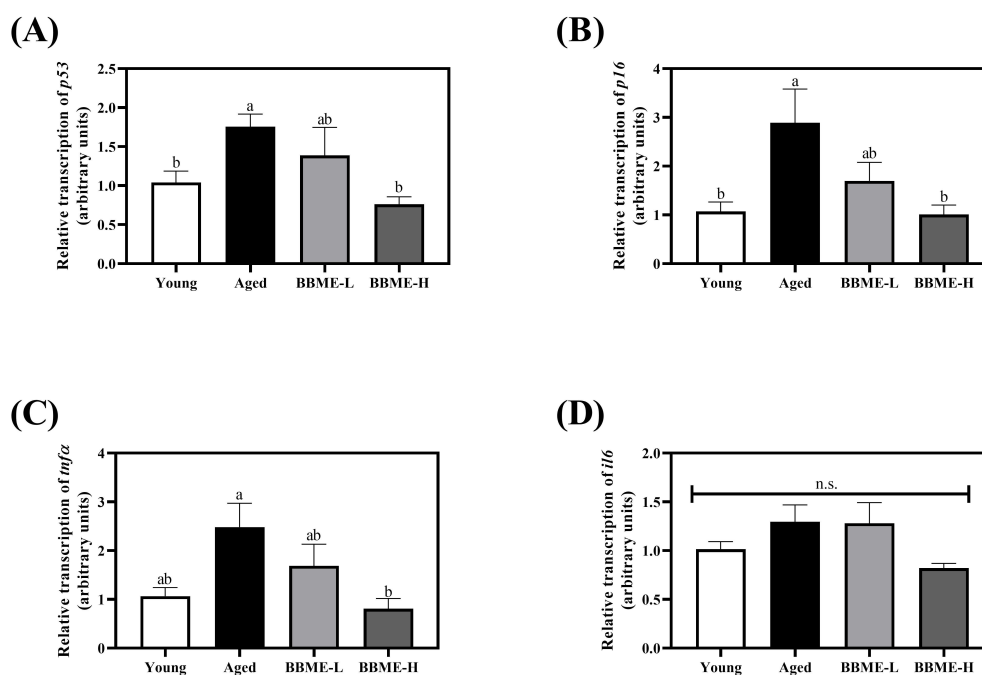 (A)
Relative transcription of p53
(arbitrary units)
2.5
2.0
1.5
1.0
0.5
0.0
b
a
ab
b
Young Aged BBME-L BBME-H
(B)
Relative transcription of p16
(arbitrary units)
4
3
2
1
0
b
a
ab
b
Young Aged BBME-L BBME-H
(C)
Relative transcription of tnfα
(arbitrary units)
4
3
2
1
0
ab
a
ab
b
Young Aged BBME-L BBME-H
(D)
Relative transcription of il6
(arbitrary units)
2.0
1.5
1.0
0.5
0.0
n.s.
Young Aged BBME-L BBME-H